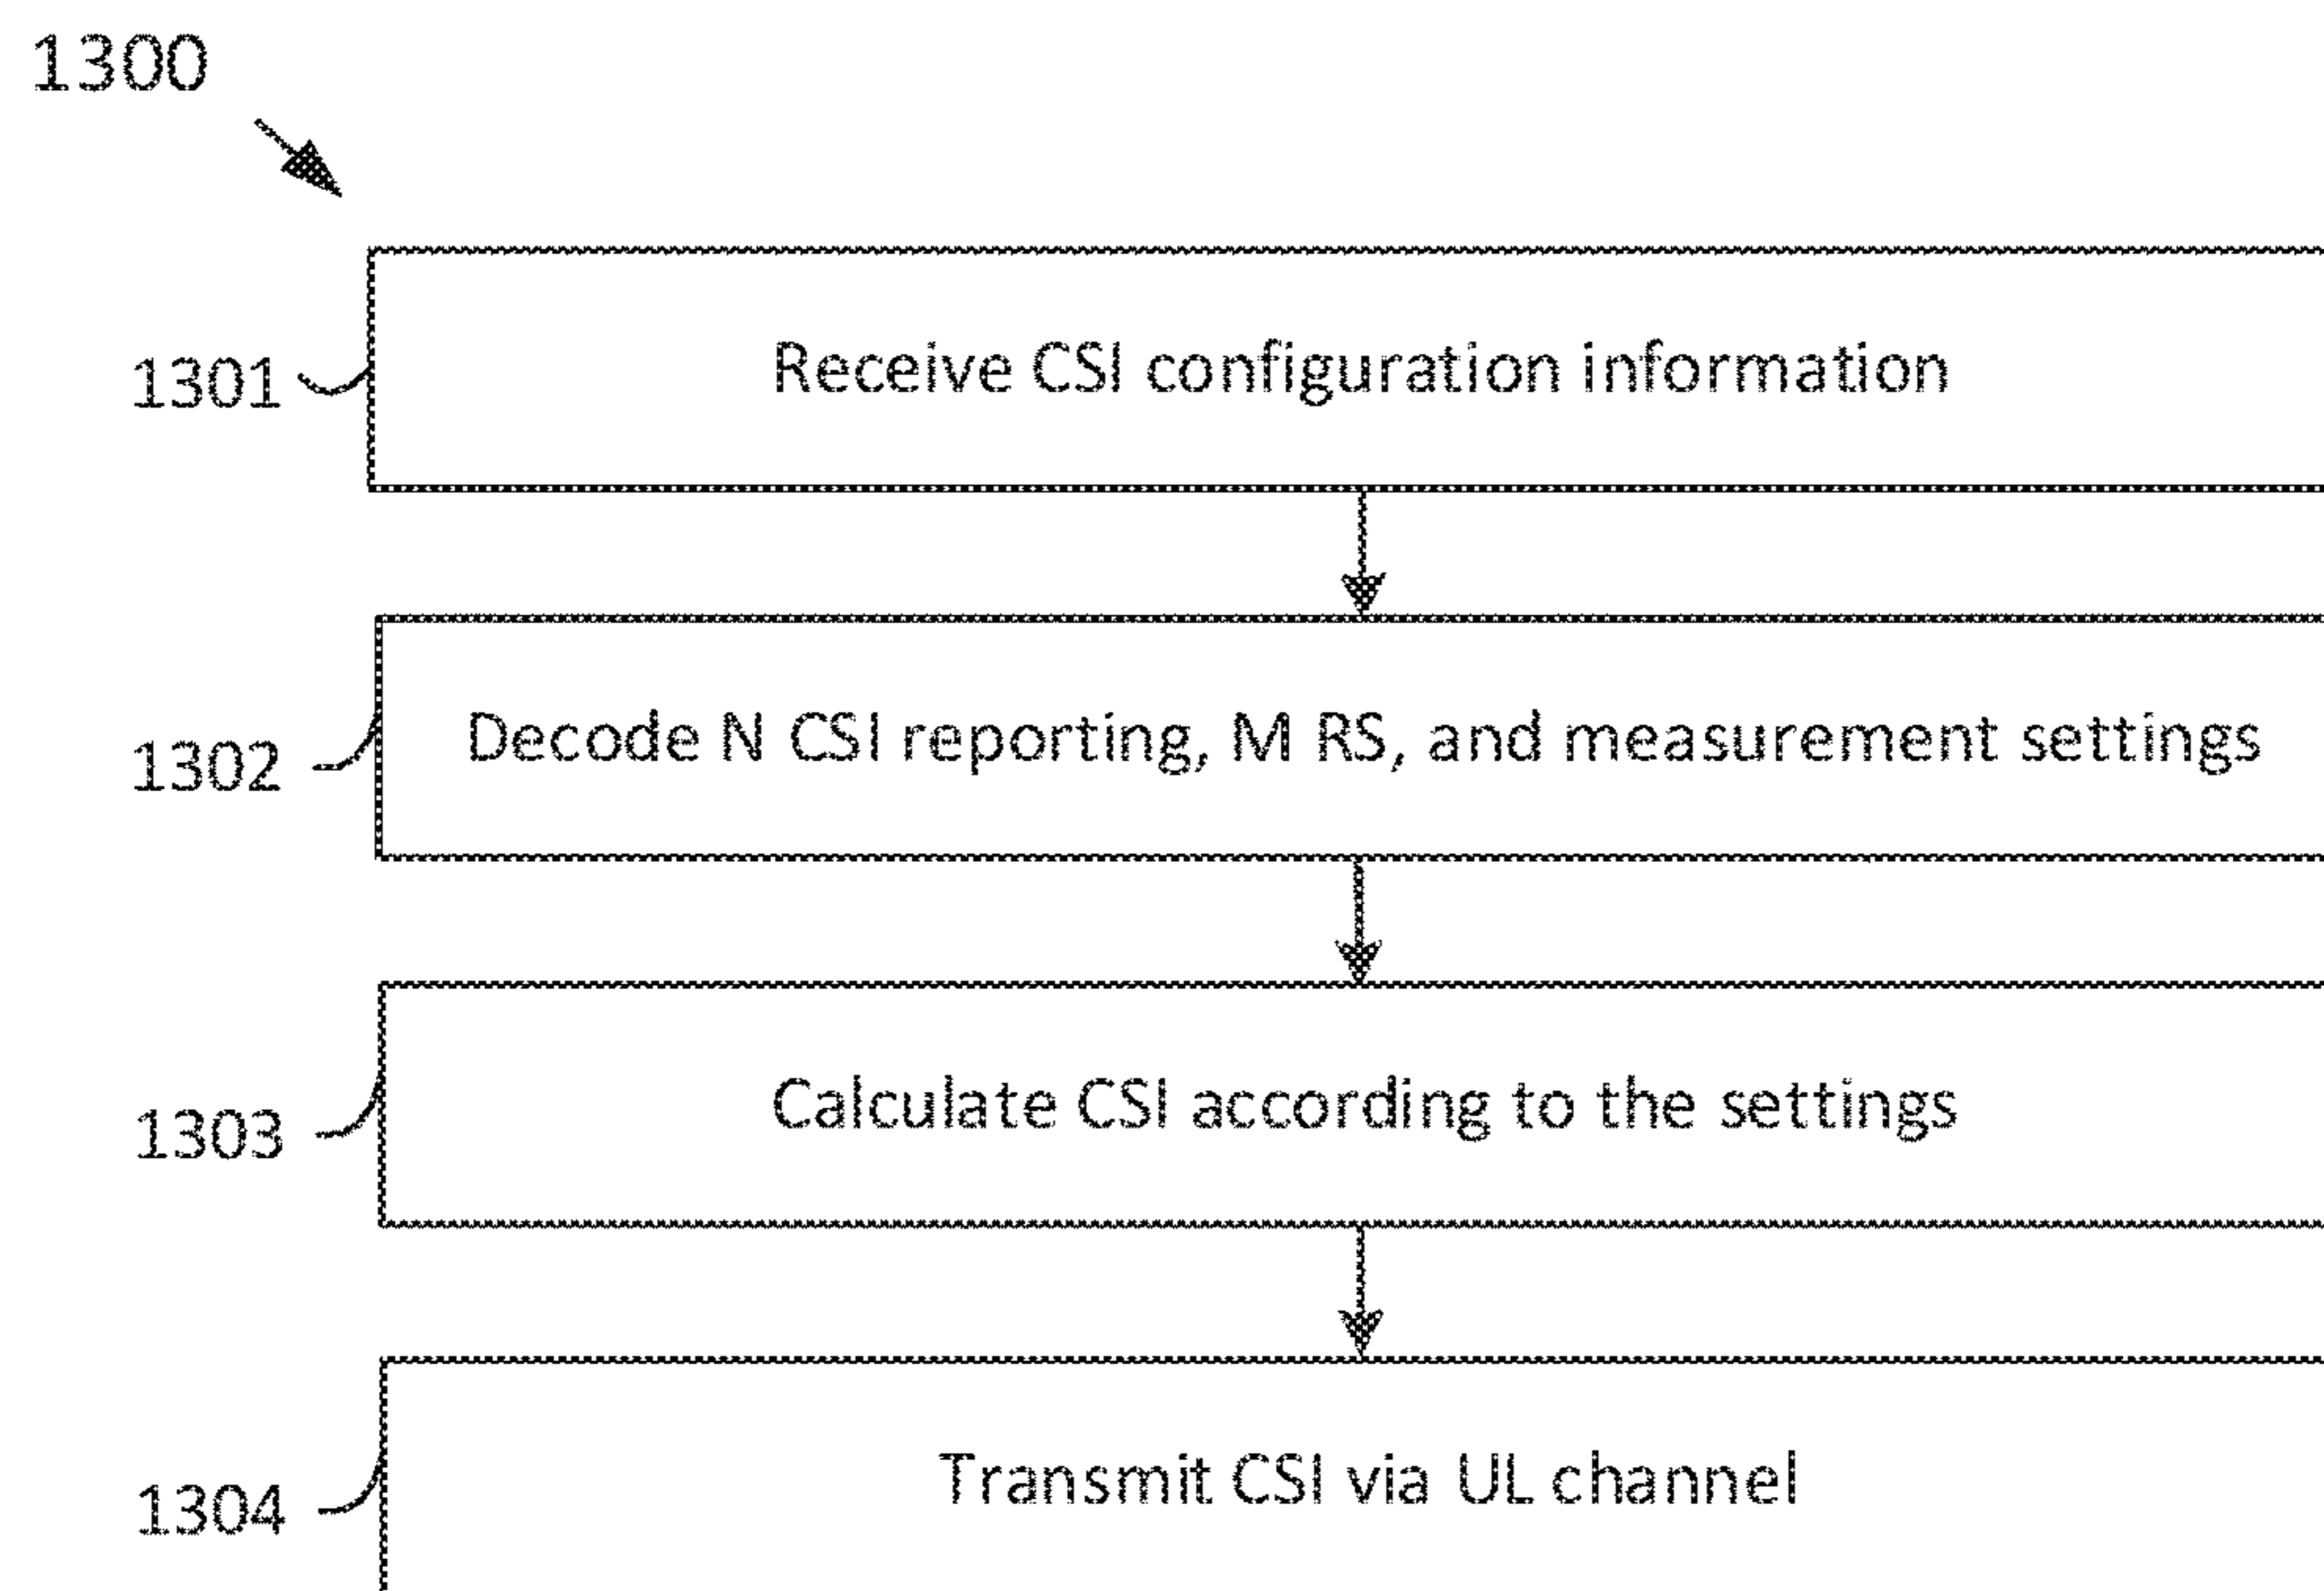 1300
1301 Receive CSI configuration information
1302 Decode N CSI reporting, M RS, and measurement settings
1303 Calculate CSI according to the settings
1304 Transmit CSI via UL channel